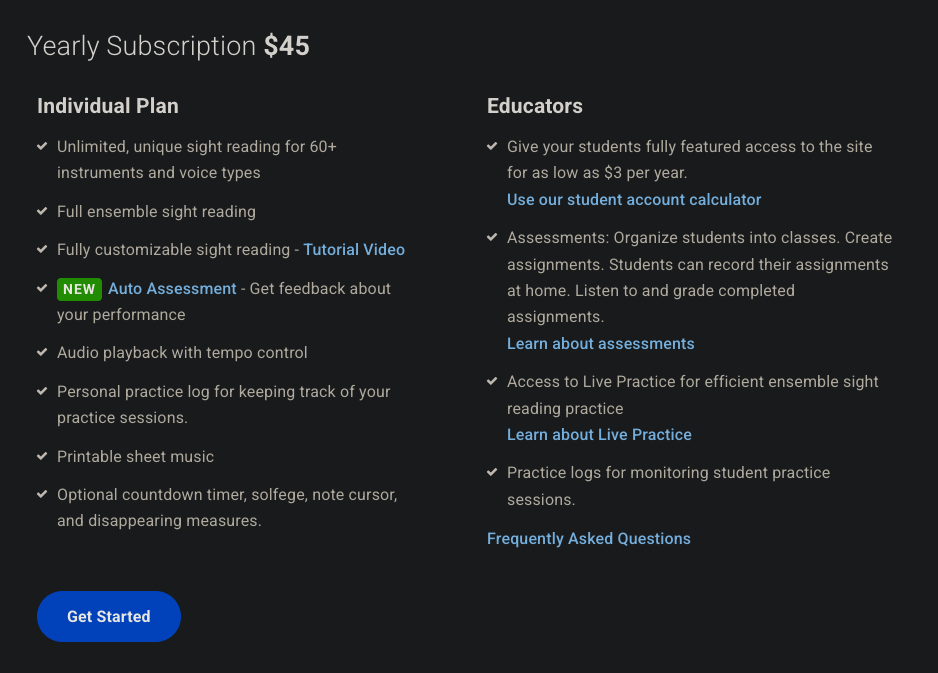 Yearly Subscription $45
Individual Plan
Unlimited, unique sight reading for 60+
instruments and voice types
Full ensemble sight reading
Fully customizable sight reading - Tutorial Video
NEW Auto Assessment - Get feedback about
your performance
Audio playback with tempo control
Personal practice log for keeping track of your
practice sessions.
Printable sheet music
Optional countdown timer, solfege, note cursor,
and disappearing measures.
Educators
Give your students fully featured access to the site
for as low as $3 per year.
Use our student account calculator
Assessments: Organize students into classes. Create
assignments. Students can record their assignments
at home. Listen to and grade completed
assignments.
Learn about assessments
Access to Live Practice for efficient ensemble sight
reading practice
Learn about Live Practice
Practice logs for monitoring student practice
sessions.
Frequently Asked Questions
Get Started